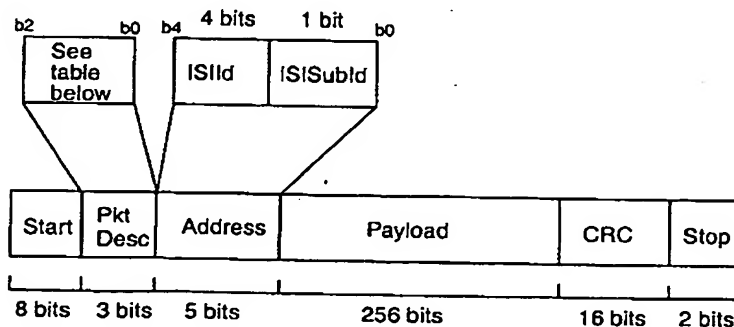 b2 b0 b4 4 bits 1 bit b0
See
table
below
ISIId ISISubId
Start Pkt
Desc Address Payload CRC Stop
8 bits 3 bits 5 bits 256 bits 16 bits 2 bits